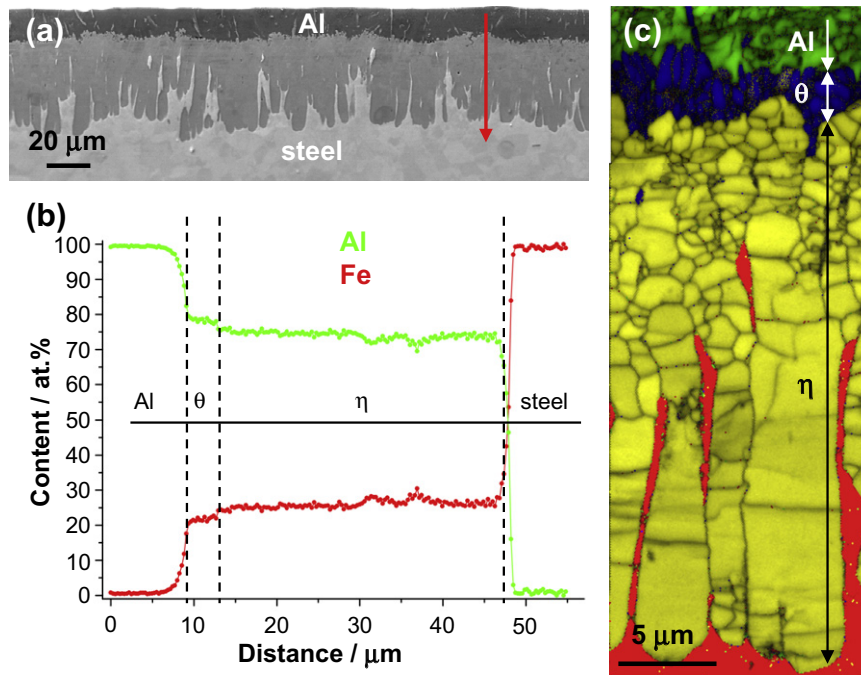 (a)
Al
steel
20 μm
(b)
Al
Fe
100
90
80
70
60
50
40
30
20
10
0
Content / at.%
Al
θ
η
steel
0
10
20
30
40
50
Distance / μm
(c)
Al
θ
η
5 μm